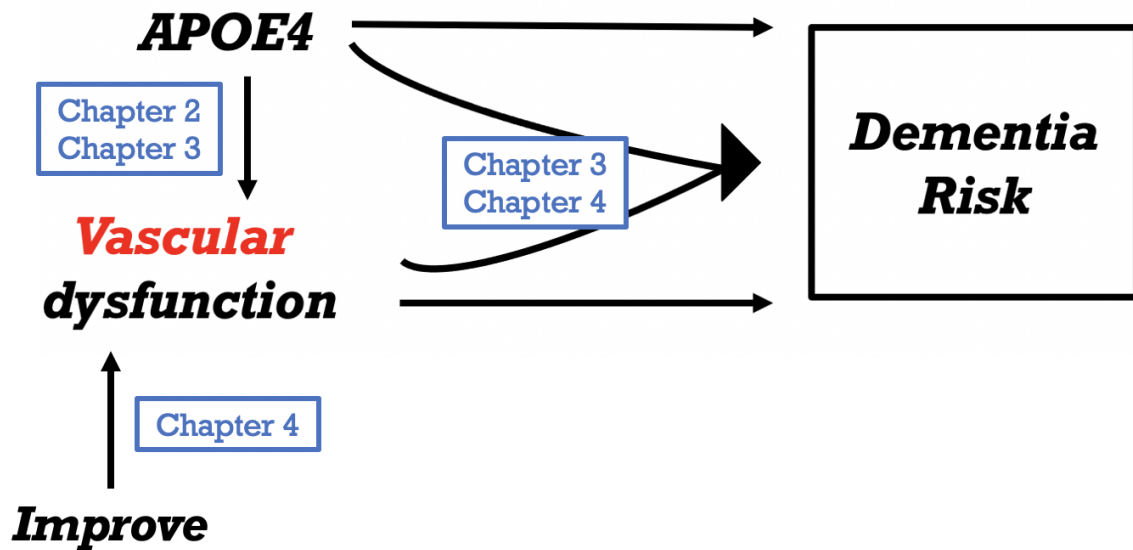 APOE4
Chapter 2
Chapter 3
Vascular
dysfunction
Chapter 4
Improve
Chapter 3
Chapter 4
Dementia
Risk